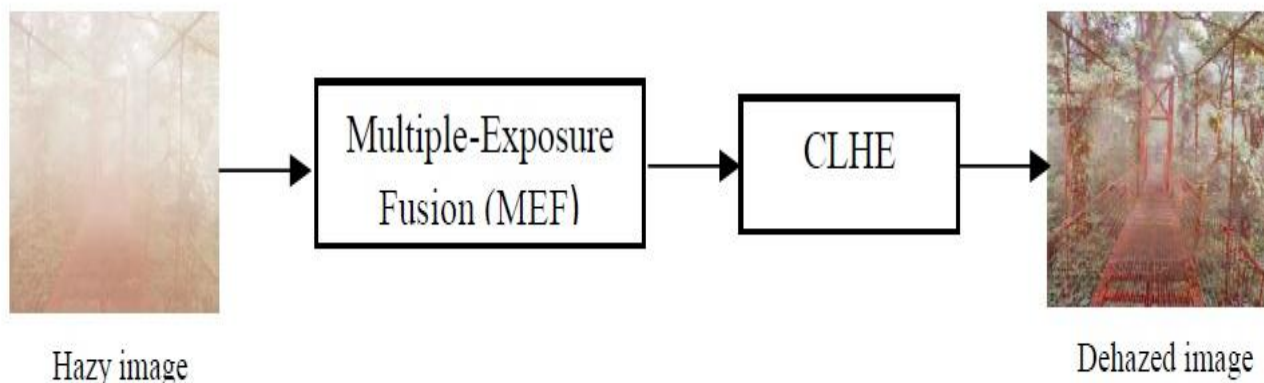 Multiple-Exposure
Fusion (MEF)
CLHE
Hazy image
Dehazed image